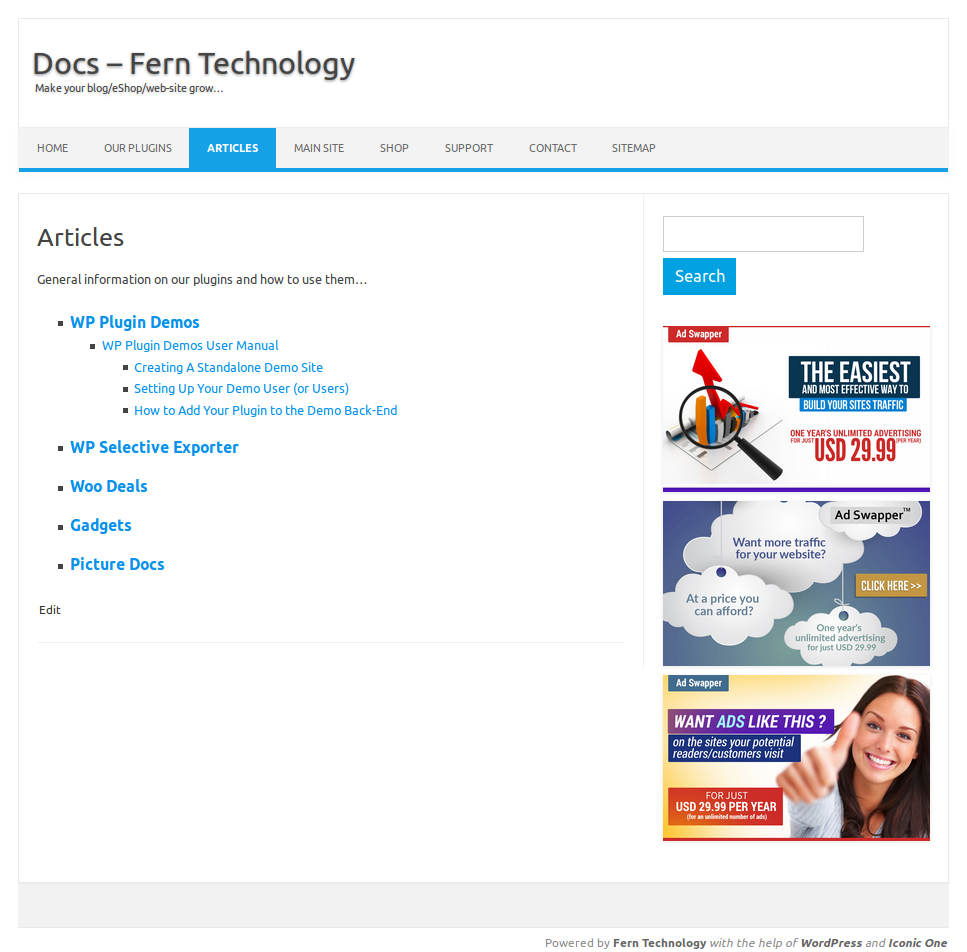 Docs – Fern Technology
Make your blog/eShop/web-site grow…
HOME
OUR PLUGINS
ARTICLES
MAIN SITE
SHOP
SUPPORT
CONTACT
SITEMAP
Articles
General information on our plugins and how to use them…
WP Plugin Demos
WP Plugin Demos User Manual
Creating A Standalone Demo Site
Setting Up Your Demo User (or Users)
How to Add Your Plugin to the Demo Back-End
WP Selective Exporter
Woo Deals
Gadgets
Picture Docs
Edit
Search
Ad Swapper
THE EASIEST
AND MOST EFFECTIVE WAY TO
BUILD YOUR SITES TRAFFIC
ONE YEAR'S UNLIMITED ADVERTISING
FOR JUST USD 29.99 (PER YEAR)
Ad Swapper™
Want more traffic
for your website?
CLICK HERE >>
At a price you
can afford?
One year's
unlimited advertising
for just USD 29.99
Ad Swapper
WANT ADS LIKE THIS ?
on the sites your potential
readers/customers visit
FOR JUST
USD 29.99 PER YEAR
(for an unlimited number of ads)
Powered by Fern Technology with the help of WordPress and Iconic One